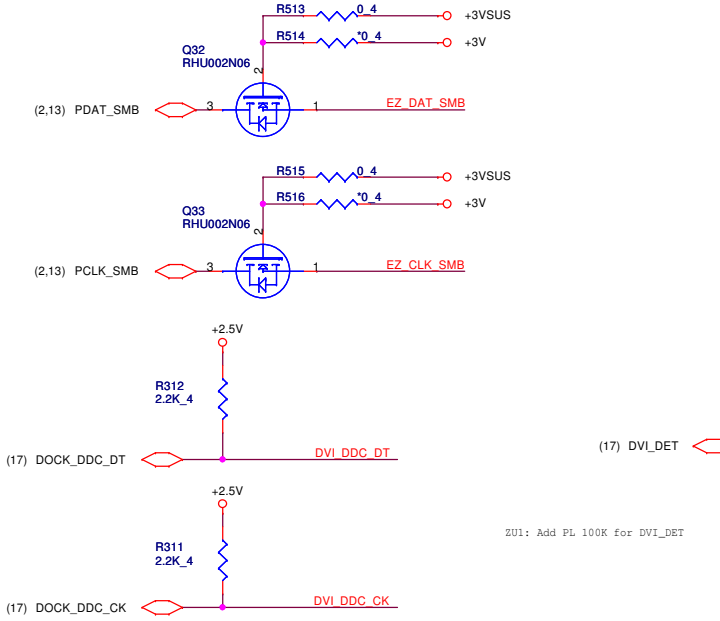 R513 0_4 +3VSUS
R514 *0_4 +3V
Q32
RHU002N06
2
(2,13) PDAT_SMB 3 1 EZ_DAT_SMB
R515 0_4 +3VSUS
R516 *0_4 +3V
Q33
RHU002N06
2
(2,13) PCLK_SMB 3 1 EZ_CLK_SMB
+2.5V
R312
2.2K_4
(17) DOCK_DDC_DT DVI_DDC_DT
(17) DVI_DET
+2.5V
ZU1: Add PL 100K for DVI_DET
R311
2.2K_4
(17) DOCK_DDC_CK DVI_DDC_CK